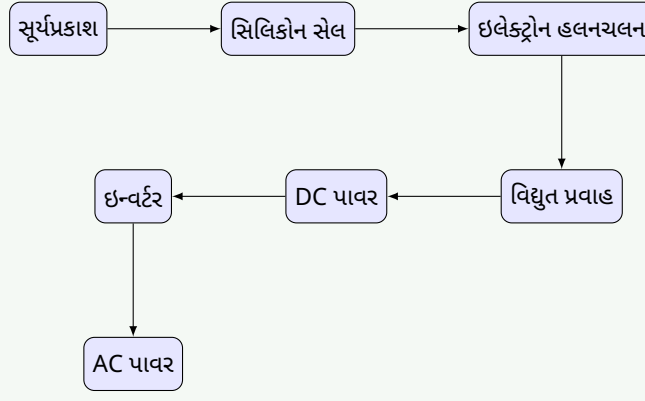 સૂર્યપ્રકાશ
સિલિકોન સેલ
ઇલેક્ટ્રોન હલનચલન
વિદ્યુત પ્રવાહ
DC પાવર
ઇન્વર્ટર
AC પાવર